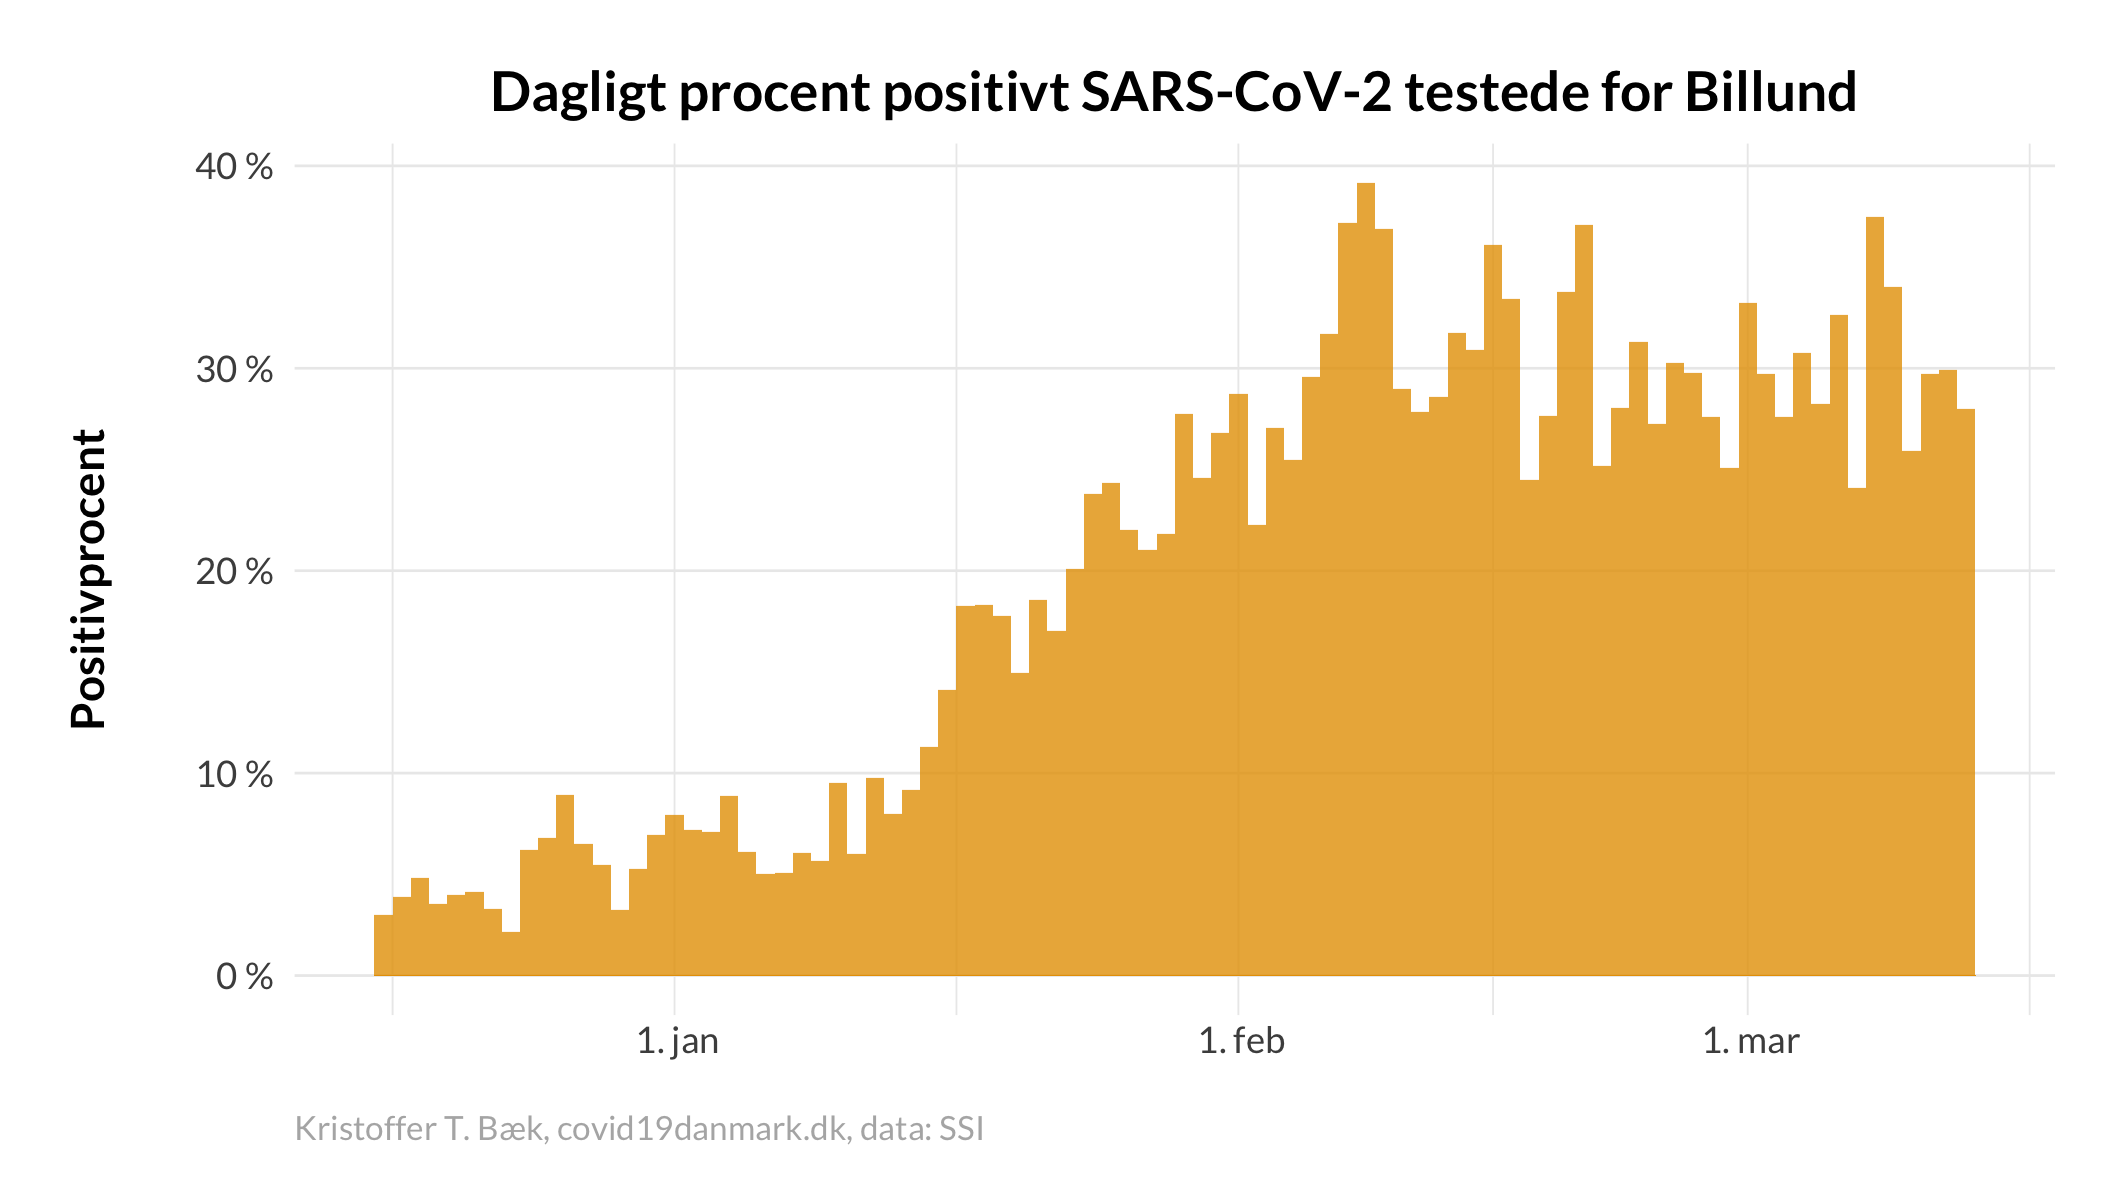 Dagligt procent positivt SARS-CoV-2 testede for Billund
Positivprocent
40 %
30 %
20 %
10 %
0 %
1. jan
1. feb
1. mar
Kristoffer T. Bæk, covid19danmark.dk, data: SSI